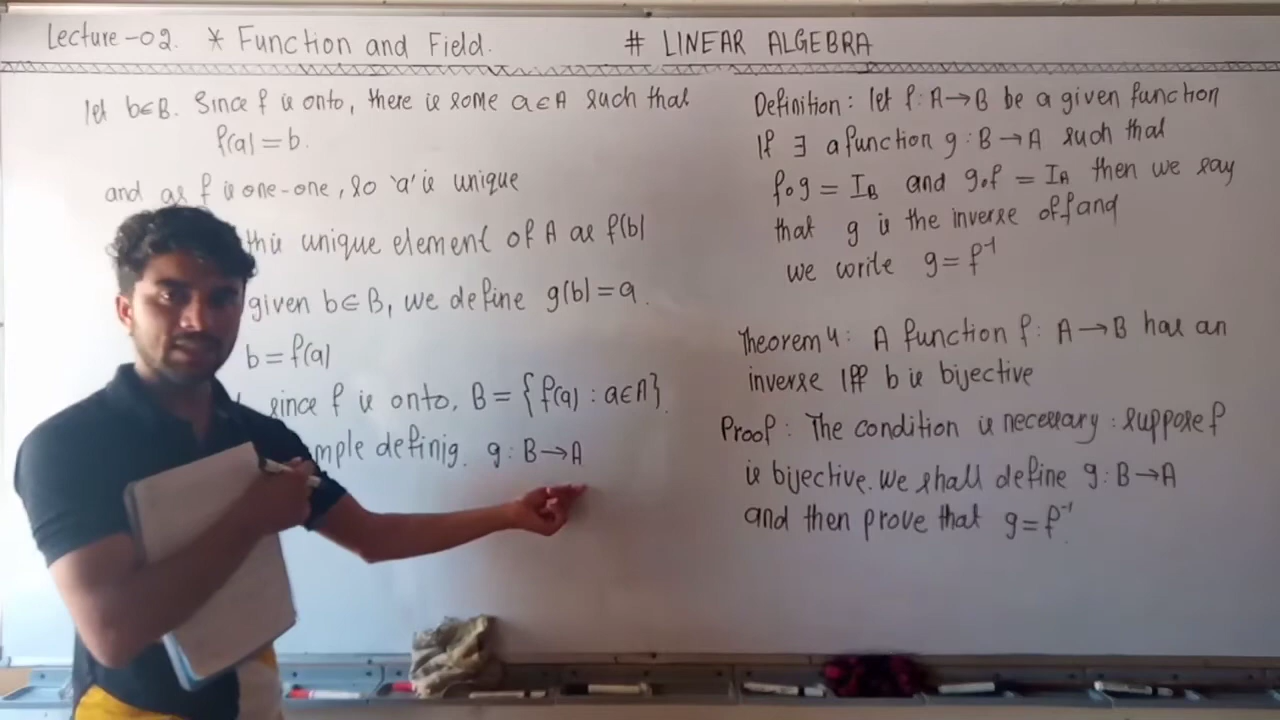 Lecture-02. * Function and Field. # LINEAR ALGEBRA
let b∈B. Since f is onto, there is some a∈A such that
f(a) = b.
and as f is one-one, so 'a' is unique
this unique element of A as f(b)
given b∈B, we define g(b) = a.
b = f(a)
since f is onto, B = {f(a) : a∈A}.
definig. g : B→A
Definition : let f : A→B be a given function
If ∃ a function g : B→A such that
fog = I_B and gof = I_A then we say
that g is the inverse of f and
we write g = f⁻¹
Theorem 4 : A function f : A→B has an
inverse Iff b is bijective
Proof : The condition is necessary : suppose f
is bijective. We shall define g : B→A
and then prove that g = f⁻¹.